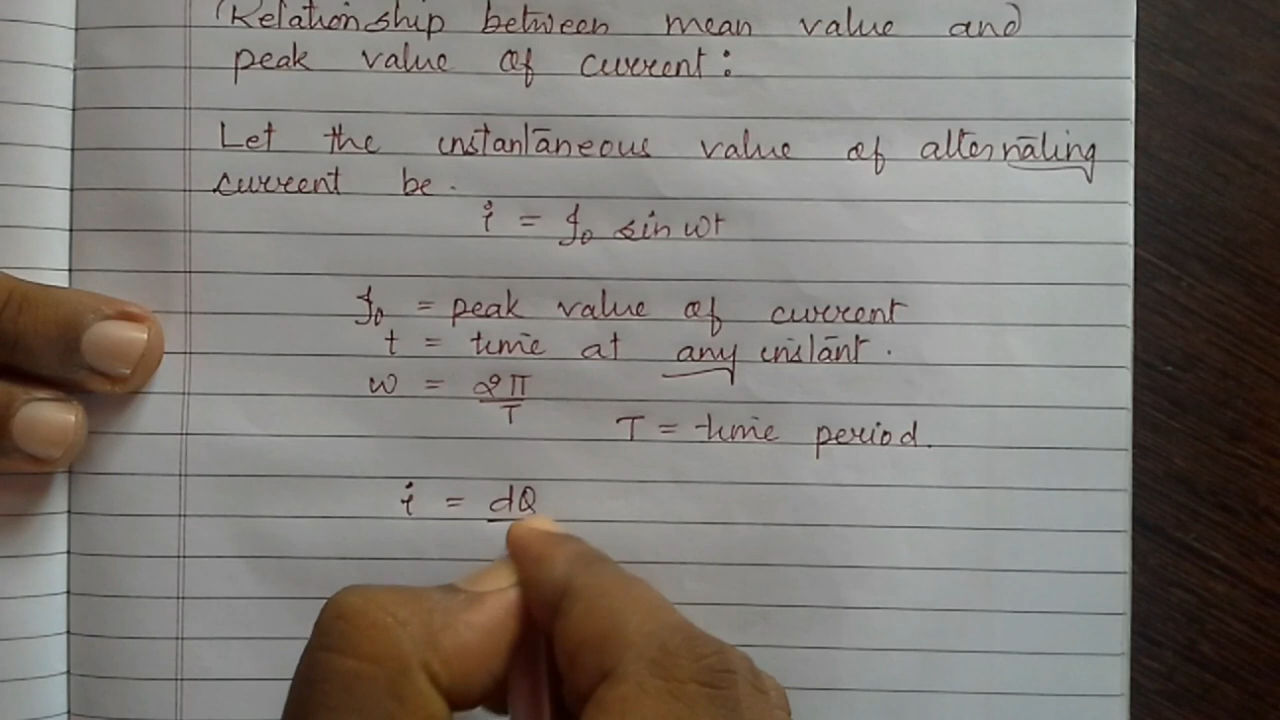 Relationship between mean value and
peak value of current:
Let the instantaneous value of alternating
current be.
i = I₀ sin ωt
I₀ = peak value of current
t = time at any instant.
ω = 2π/T
T = time period.
i = dQ